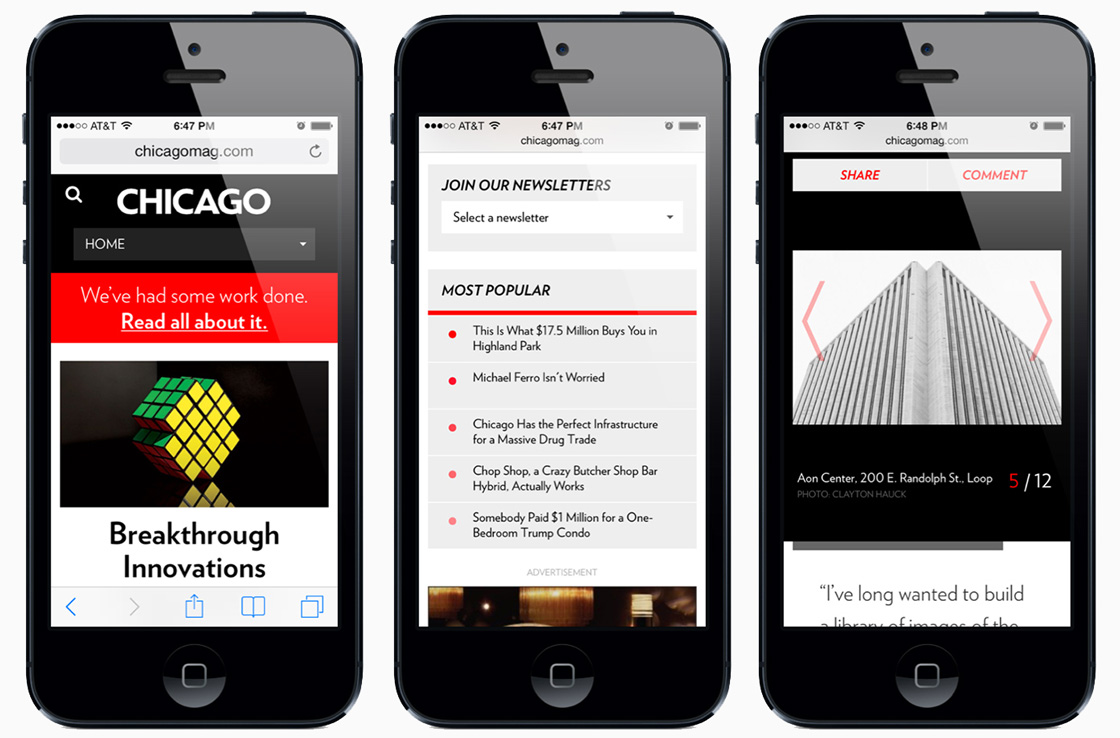 AT&T 6:47 PM
chicagomag.com
CHICAGO
HOME
We've had some work done.
Read all about it.
Breakthrough
Innovations
AT&T 6:47 PM
chicagomag.com
JOIN OUR NEWSLETTERS
Select a newsletter
MOST POPULAR
This Is What $17.5 Million Buys You in
Highland Park
Michael Ferro Isn't Worried
Chicago Has the Perfect Infrastructure
for a Massive Drug Trade
Chop Shop, a Crazy Butcher Shop Bar
Hybrid, Actually Works
Somebody Paid $1 Million for a One-
Bedroom Trump Condo
ADVERTISEMENT
AT&T 6:48 PM
chicagomag.com
SHARE COMMENT
Aon Center, 200 E. Randolph St., Loop 5 / 12
PHOTO: CLAYTON HAUCK
“I've long wanted to build
a library of images of the